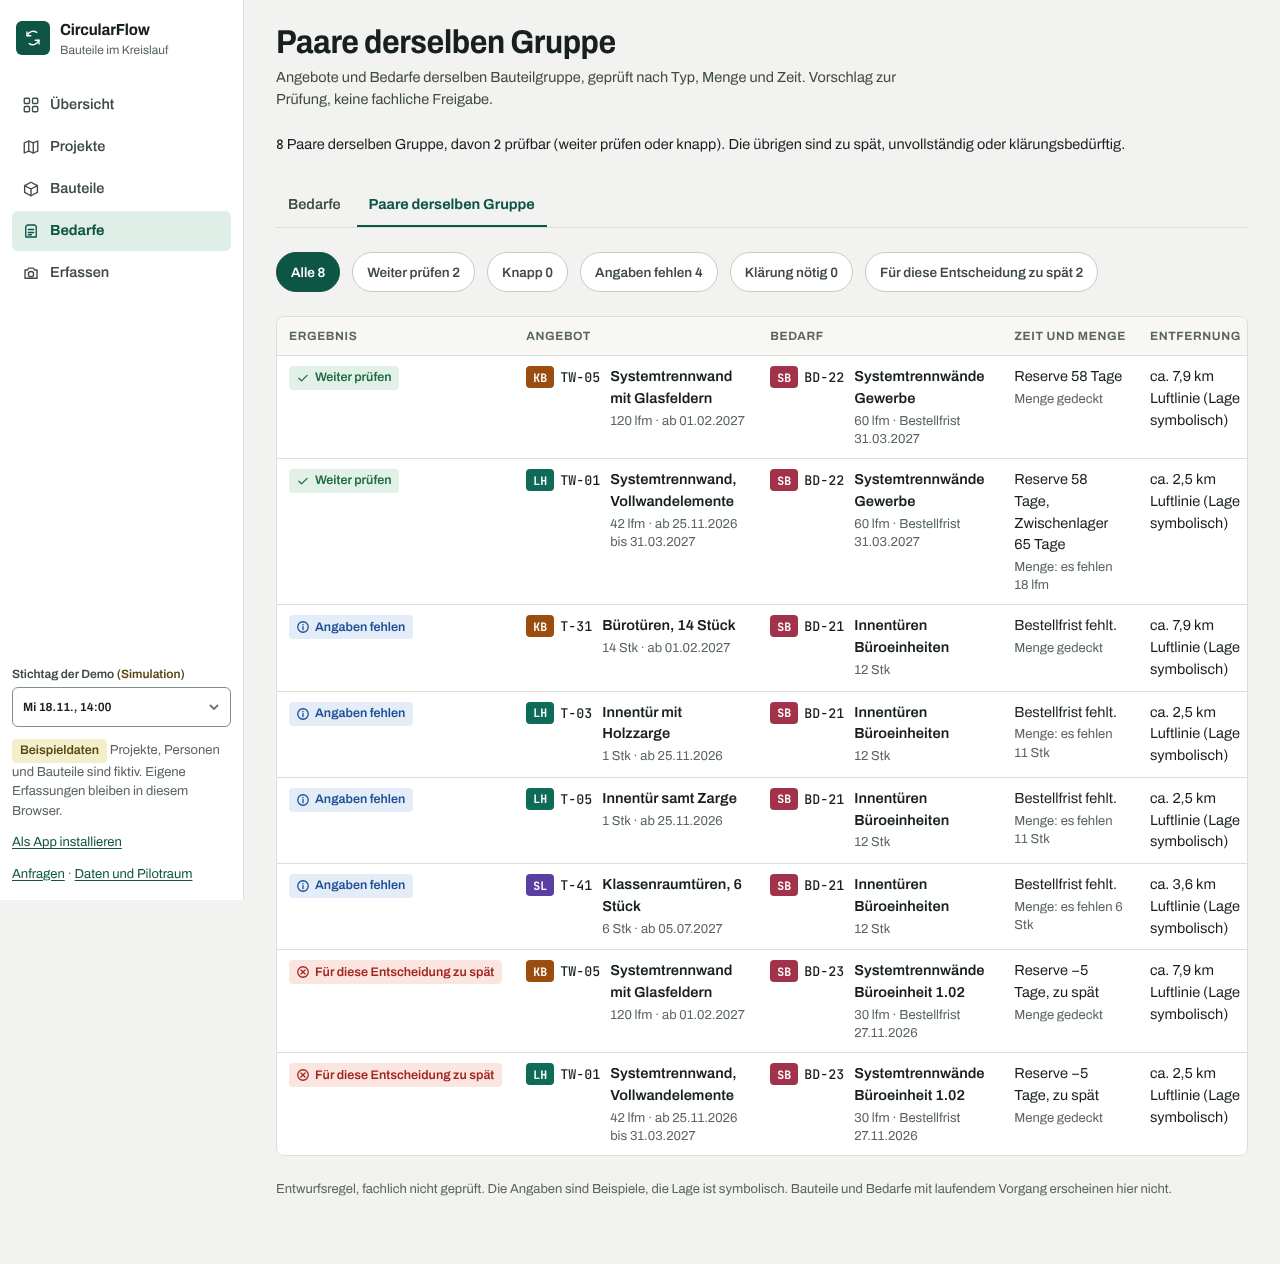 CircularFlow
Bauteile im Kreislauf
Übersicht
Projekte
Bauteile
Bedarfe
Erfassen
Stichtag der Demo (Simulation)
Mi 18.11., 14:00
Beispieldaten Projekte, Personen
und Bauteile sind fiktiv. Eigene
Erfassungen bleiben in diesem
Browser.
Als App installieren
Anfragen · Daten und Pilotraum
Paare derselben Gruppe
Angebote und Bedarfe derselben Bauteilgruppe, geprüft nach Typ, Menge und Zeit. Vorschlag zur
Prüfung, keine fachliche Freigabe.
8 Paare derselben Gruppe, davon 2 prüfbar (weiter prüfen oder knapp). Die übrigen sind zu spät, unvollständig oder klärungsbedürftig.
Bedarfe Paare derselben Gruppe
Alle 8 Weiter prüfen 2 Knapp 0 Angaben fehlen 4 Klärung nötig 0 Für diese Entscheidung zu spät 2
ERGEBNIS ANGEBOT BEDARF ZEIT UND MENGE ENTFERNUNG
Weiter prüfen KB TW-05 Systemtrennwand SB BD-22 Systemtrennwände Reserve 58 Tage ca. 7,9 km
mit Glasfeldern Gewerbe Menge gedeckt Luftlinie (Lage
120 lfm · ab 01.02.2027 60 lfm · Bestellfrist symbolisch)
31.03.2027
Weiter prüfen LH TW-01 Systemtrennwand, SB BD-22 Systemtrennwände Reserve 58 ca. 2,5 km
Vollwandelemente Gewerbe Tage, Luftlinie (Lage
42 lfm · ab 25.11.2026 60 lfm · Bestellfrist Zwischenlager symbolisch)
bis 31.03.2027 31.03.2027 65 Tage
Menge: es fehlen
18 lfm
Angaben fehlen KB T-31 Bürotüren, 14 Stück SB BD-21 Innentüren Bestellfrist fehlt. ca. 7,9 km
14 Stk · ab 01.02.2027 Büroeinheiten Menge gedeckt Luftlinie (Lage
12 Stk symbolisch)
Angaben fehlen LH T-03 Innentür mit SB BD-21 Innentüren Bestellfrist fehlt. ca. 2,5 km
Holzzarge Büroeinheiten Menge: es fehlen Luftlinie (Lage
1 Stk · ab 25.11.2026 12 Stk 11 Stk symbolisch)
Angaben fehlen LH T-05 Innentür samt Zarge SB BD-21 Innentüren Bestellfrist fehlt. ca. 2,5 km
1 Stk · ab 25.11.2026 Büroeinheiten Menge: es fehlen Luftlinie (Lage
12 Stk 11 Stk symbolisch)
Angaben fehlen SL T-41 Klassenraumtüren, 6 SB BD-21 Innentüren Bestellfrist fehlt. ca. 3,6 km
Stück Büroeinheiten Menge: es fehlen 6 Luftlinie (Lage
6 Stk · ab 05.07.2027 12 Stk Stk symbolisch)
Für diese Entscheidung zu spät KB TW-05 Systemtrennwand SB BD-23 Systemtrennwände Reserve −5 ca. 7,9 km
mit Glasfeldern Büroeinheit 1.02 Tage, zu spät Luftlinie (Lage
120 lfm · ab 01.02.2027 30 lfm · Bestellfrist Menge gedeckt symbolisch)
27.11.2026
Für diese Entscheidung zu spät LH TW-01 Systemtrennwand, SB BD-23 Systemtrennwände Reserve −5 ca. 2,5 km
Vollwandelemente Büroeinheit 1.02 Tage, zu spät Luftlinie (Lage
42 lfm · ab 25.11.2026 30 lfm · Bestellfrist Menge gedeckt symbolisch)
bis 31.03.2027 27.11.2026
Entwurfsregel, fachlich nicht geprüft. Die Angaben sind Beispiele, die Lage ist symbolisch. Bauteile und Bedarfe mit laufendem Vorgang erscheinen hier nicht.